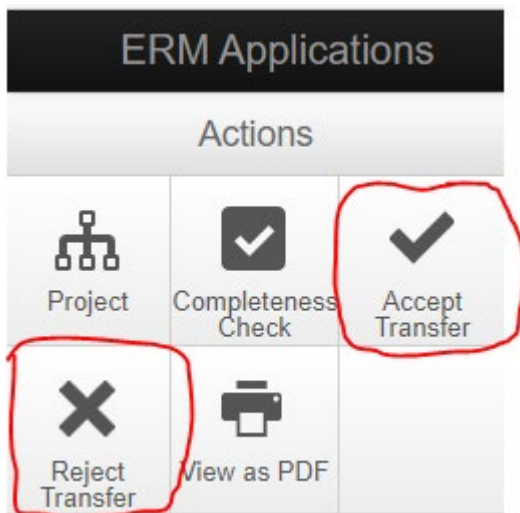 ERM Applications
Actions
Project
Completeness
Check
Accept
Transfer
Reject
Transfer
View as PDF